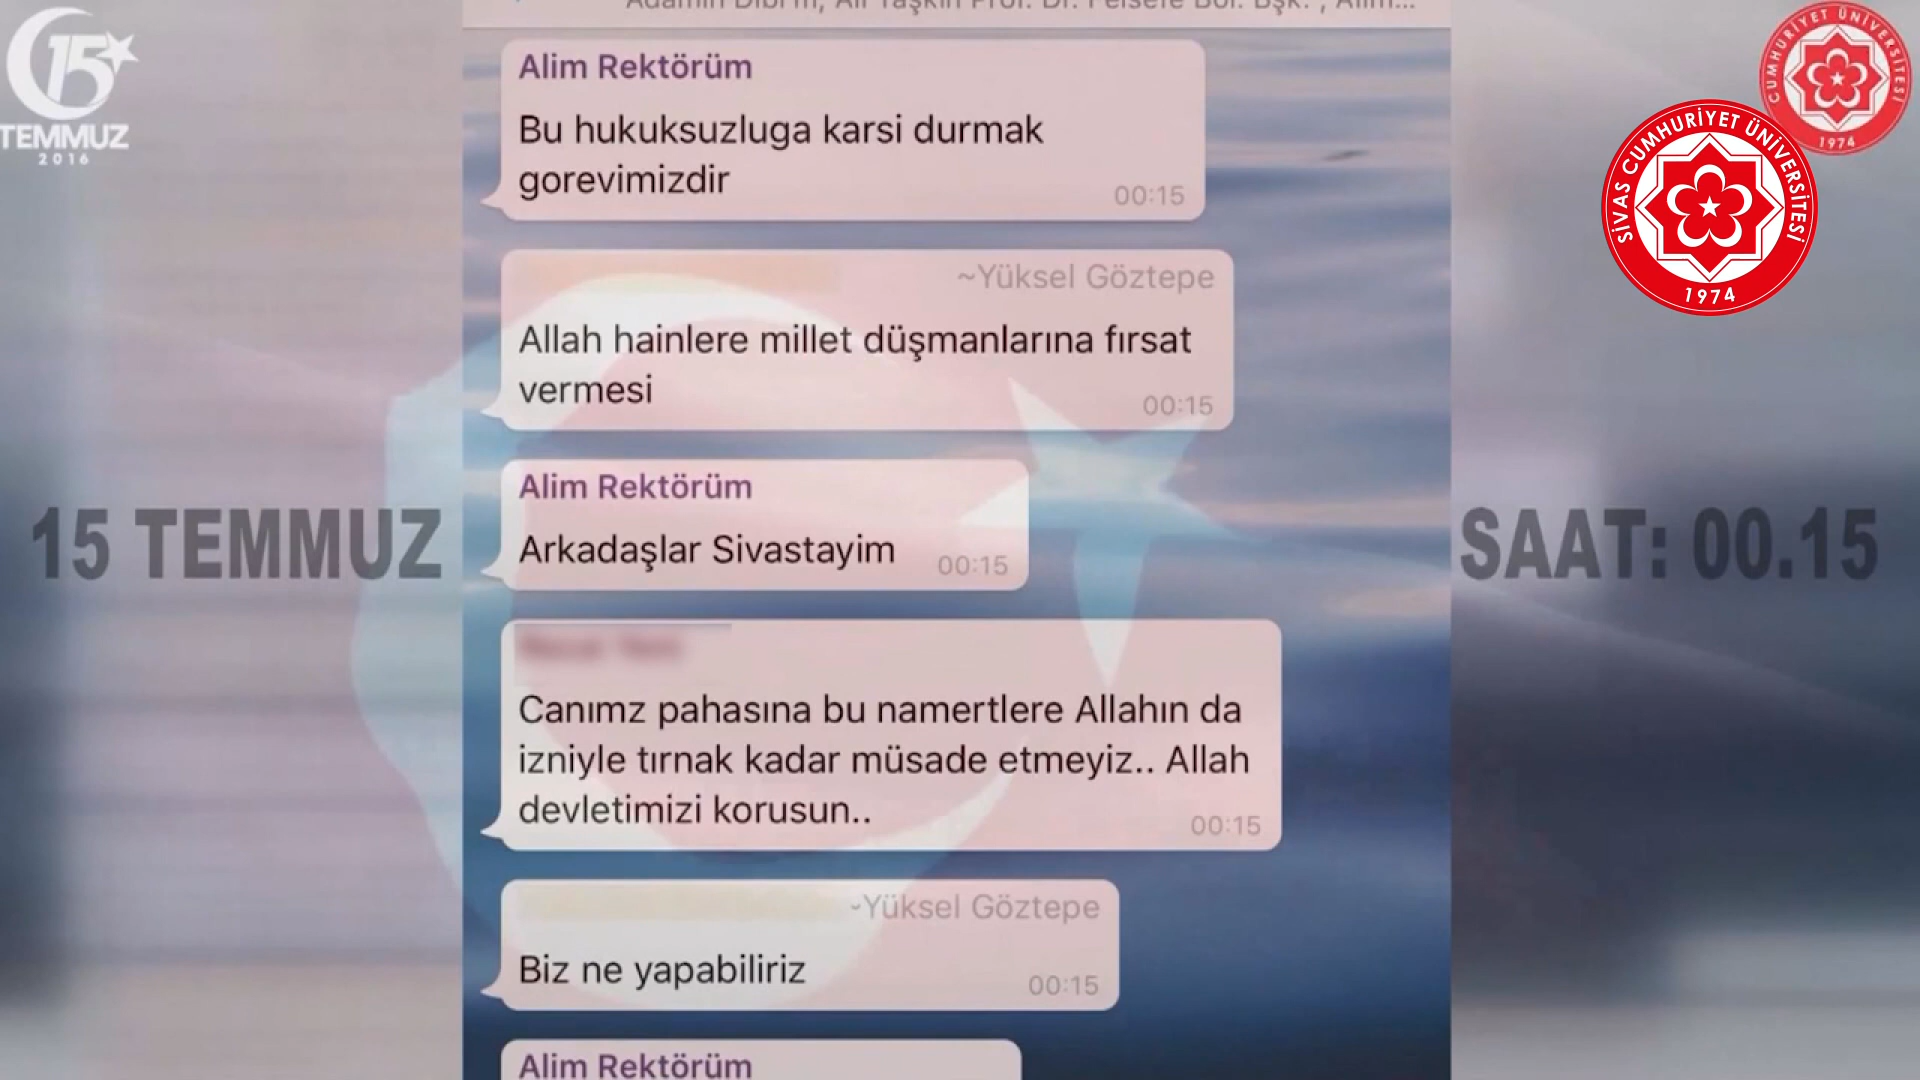 15
TEMMUZ
2016
CUMHURİYET ÜNİVERSİTESİ
1974
SİVAS CUMHURİYET ÜNİVERSİTESİ
1974
Alim Rektörüm
Bu hukuksuzluga karsi durmak
gorevimizdir
00:15
~Yüksel Göztepe
Allah hainlere millet düşmanlarına fırsat
vermesi
00:15
Alim Rektörüm
Arkadaşlar Sivastayim
00:15
15 TEMMUZ
SAAT: 00.15
Canımz pahasına bu namertlere Allahın da
izniyle tırnak kadar müsade etmeyiz.. Allah
devletimizi korusun..
00:15
~Yüksel Göztepe
Biz ne yapabiliriz
00:15
Alim Rektörüm